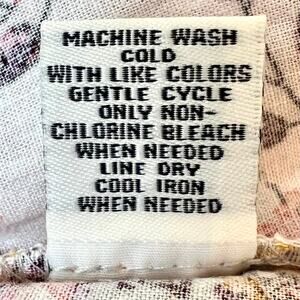 MACHINE WASH
COLD
WITH LIKE COLORS
GENTLE CYCLE
ONLY NON-
CHLORINE BLEACH
WHEN NEEDED
LINE DRY
COOL IRON
WHEN NEEDED